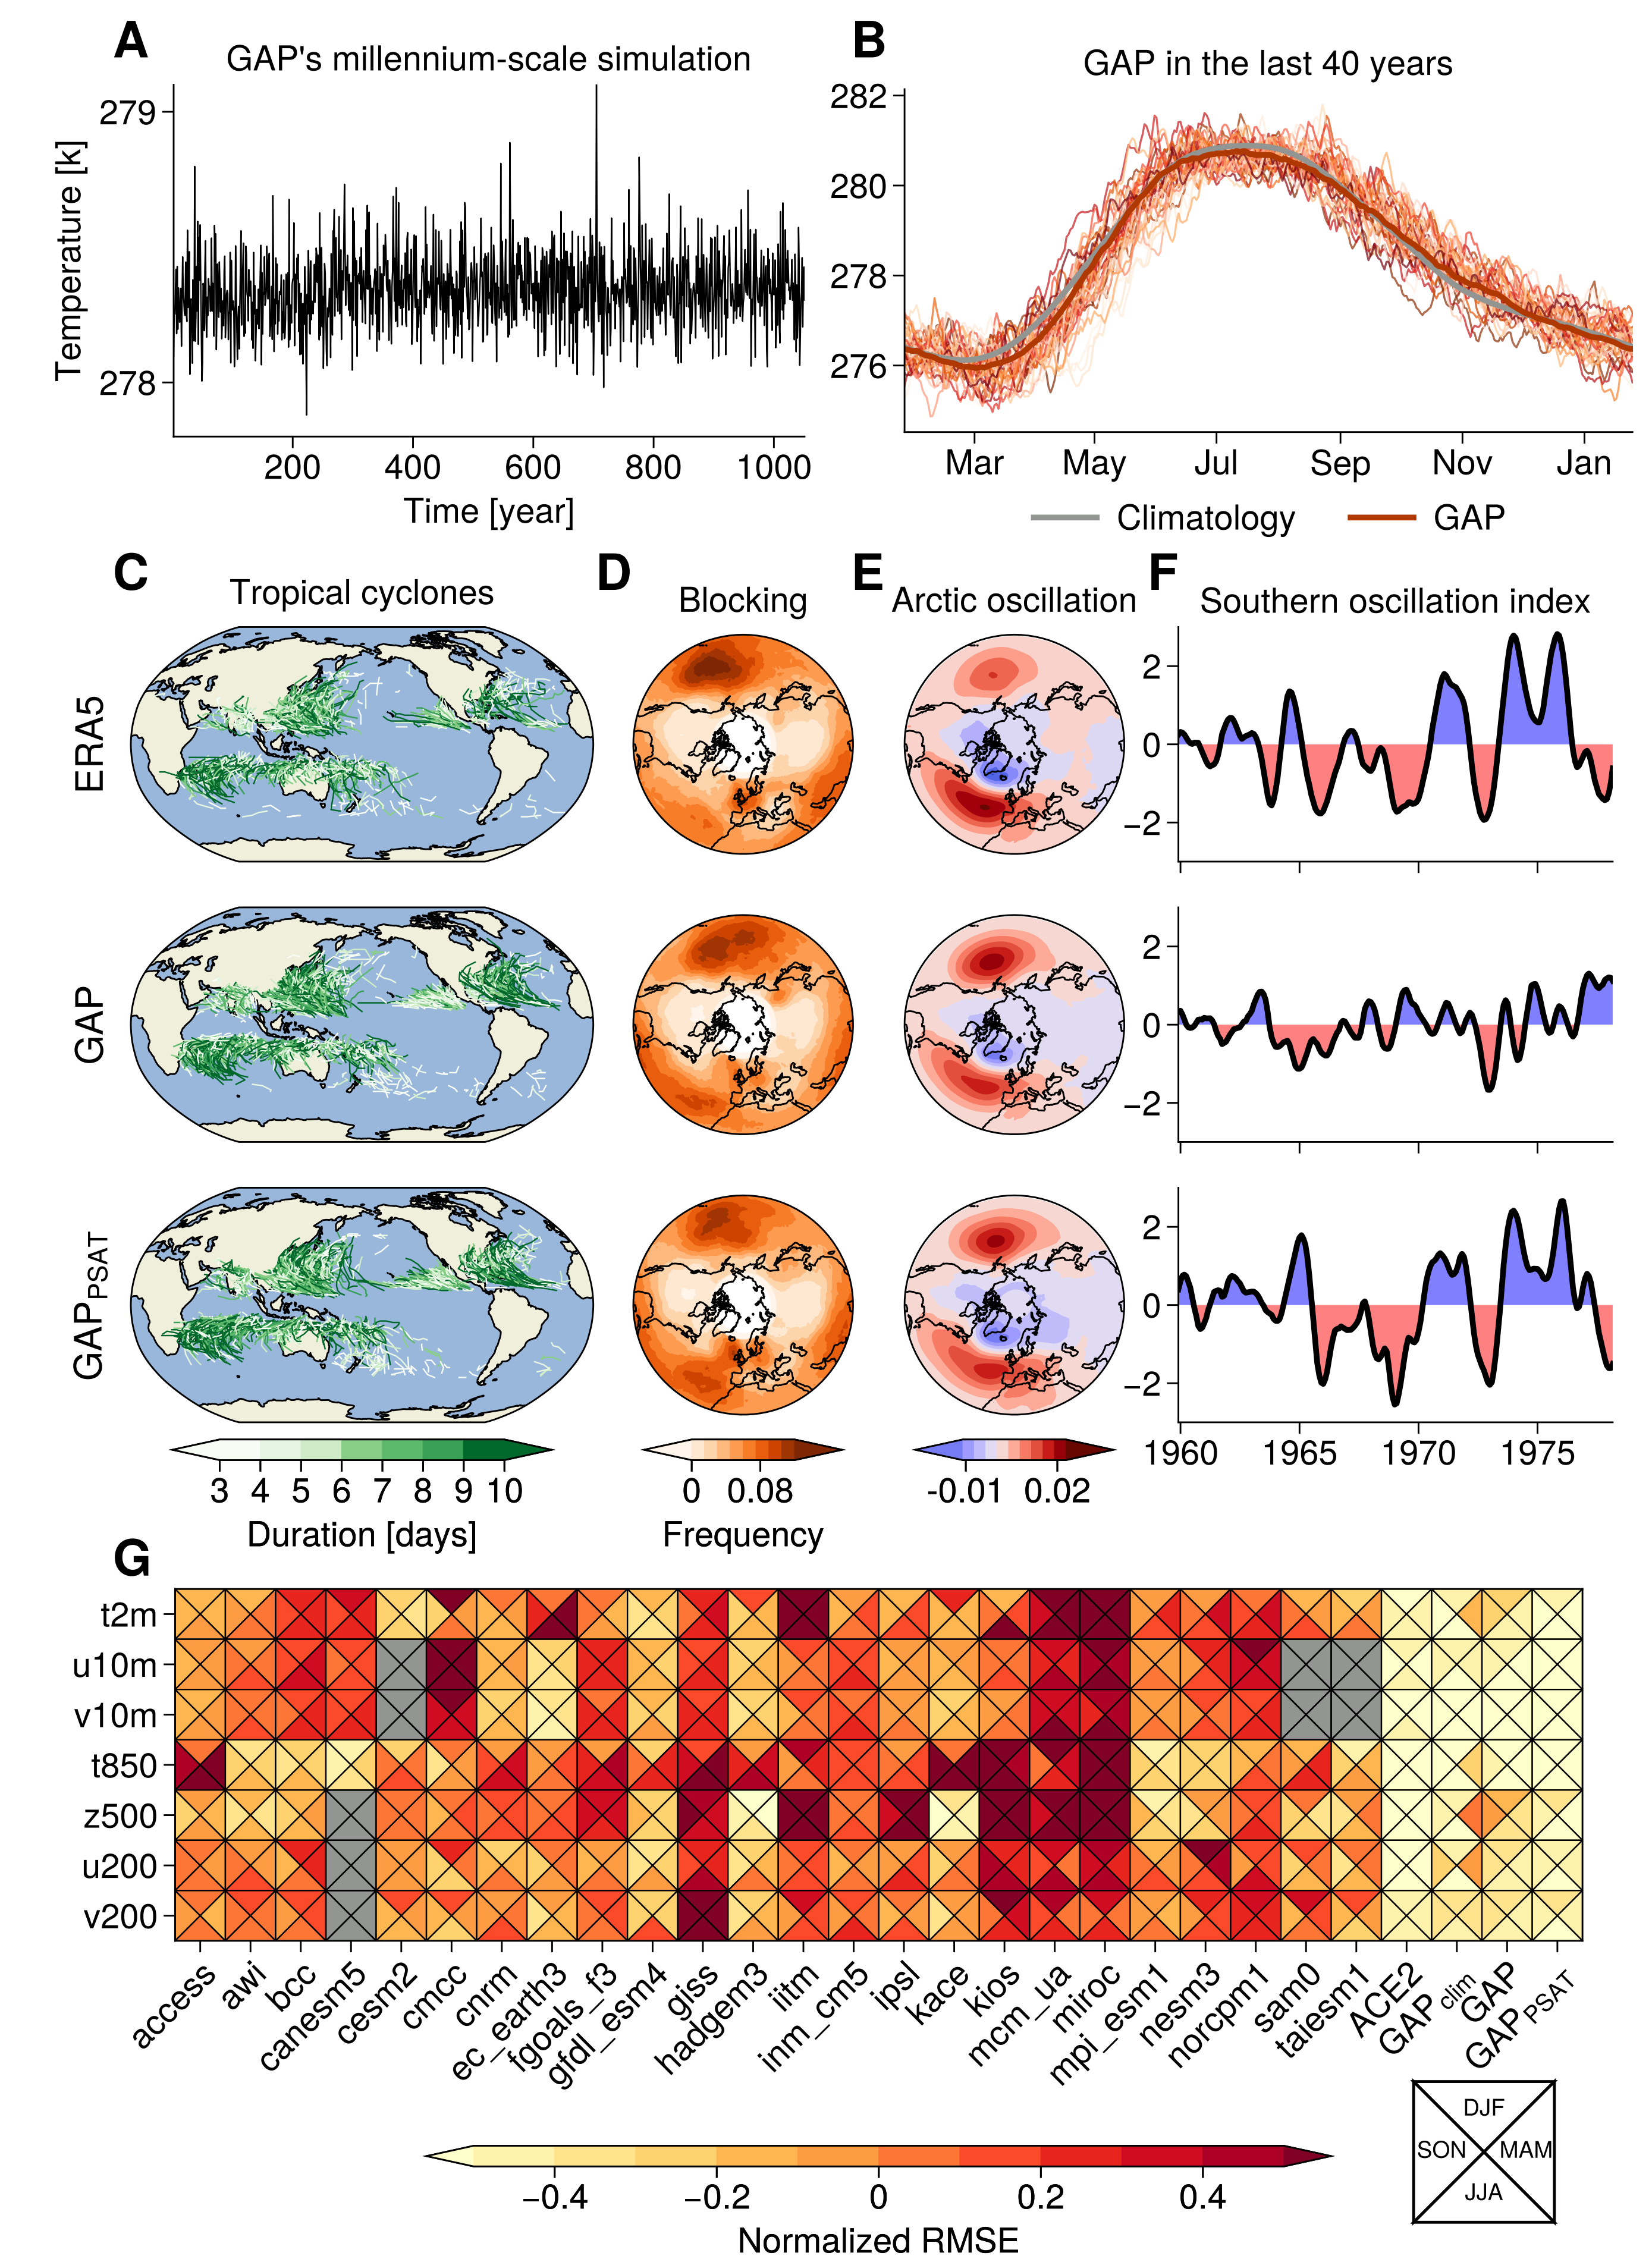 A
GAP's millennium-scale simulation
279
278
Temperature [k]
200 400 600 800 1000
Time [year]
B
GAP in the last 40 years
282
280
278
276
Mar May Jul Sep Nov Jan
Climatology GAP
C
Tropical cyclones
D
Blocking
E
Arctic oscillation
F
Southern oscillation index
ERA5
2
0
−2
GAP
2
0
−2
GAP PSAT
2
0
−2
1960 1965 1970 1975
3 4 5 6 7 8 9 10
Duration [days]
0 0.08
Frequency
-0.01 0.02
G
t2m
u10m
v10m
t850
z500
u200
v200
access
awi
bcc
canesm5
cesm2
cmcc
cnrm
ec_earth3
fgoals_f3
gfdl_esm4
giss
hadgem3
iitm
inm_cm5
ipsl
kace
kios
mcm_ua
miroc
mpi_esm1
nesm3
norcpm1
sam0
taiesm1
ACE2
GAP clim
GAP
GAP PSAT
DJF
SON MAM
JJA
−0.4 −0.2 0 0.2 0.4
Normalized RMSE